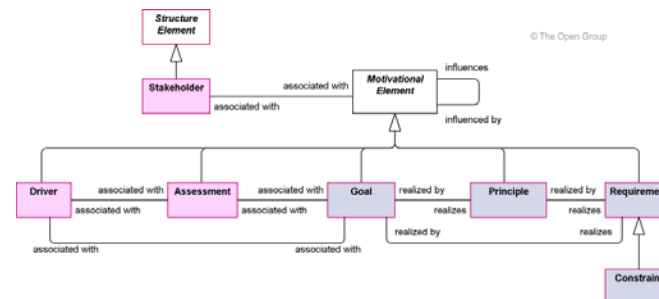 Structure
Element
© The Open Group
Stakeholder
associated with
associated with
Motivational
Element
influences
influenced by
Driver
associated with
associated with
Assessment
associated with
associated with
Goal
realized by
realizes
Principle
realized by
realizes
Requireme
associated with
associated with
realized by
realizes
Constrain